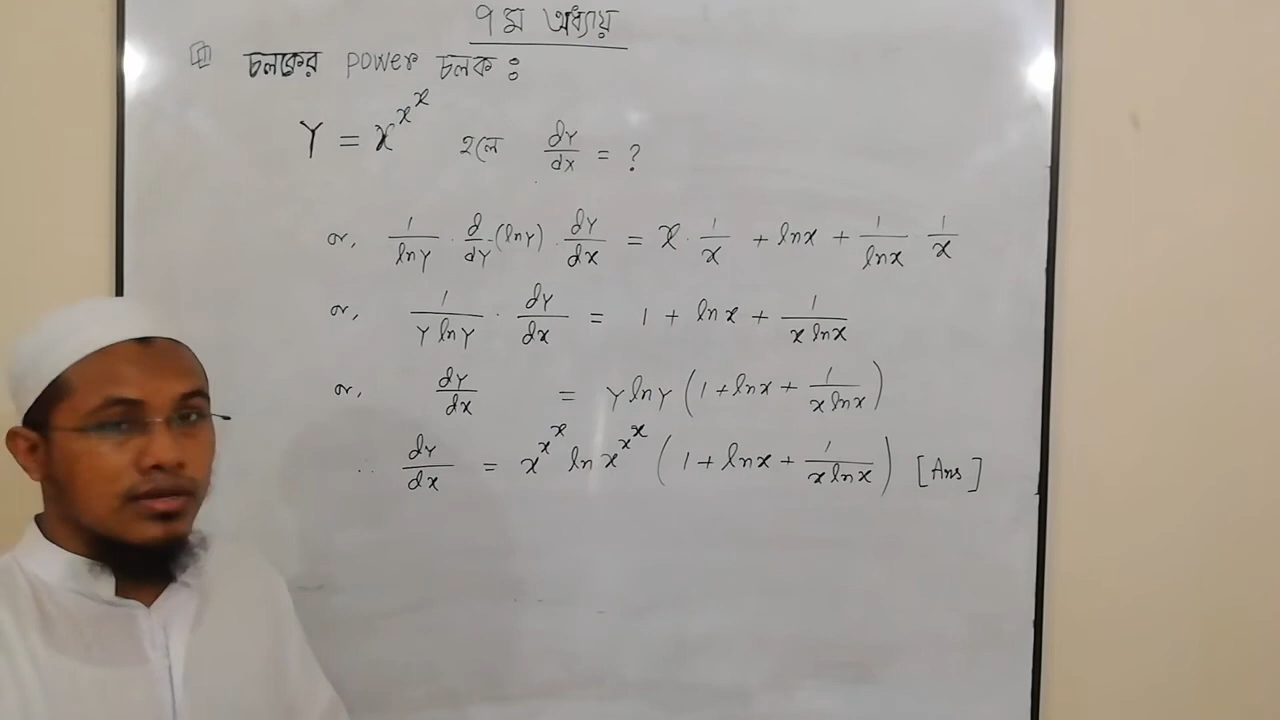 ৭ম অধ্যায়
চলকের power চলক :
Y = x^{x^x} হলে dY/dx = ?
or, 1/lnY · d/dY (lnY) · dY/dx = x · 1/x + lnx + 1/lnx 1/x
or, 1/(Y lnY) · dY/dx = 1 + lnx + 1/(x lnx)
or, dY/dx = Y lnY (1 + lnx + 1/(x lnx))
∴ dY/dx = x^{x^x} ln x^{x^x} (1 + lnx + 1/(x lnx)) [Ans]